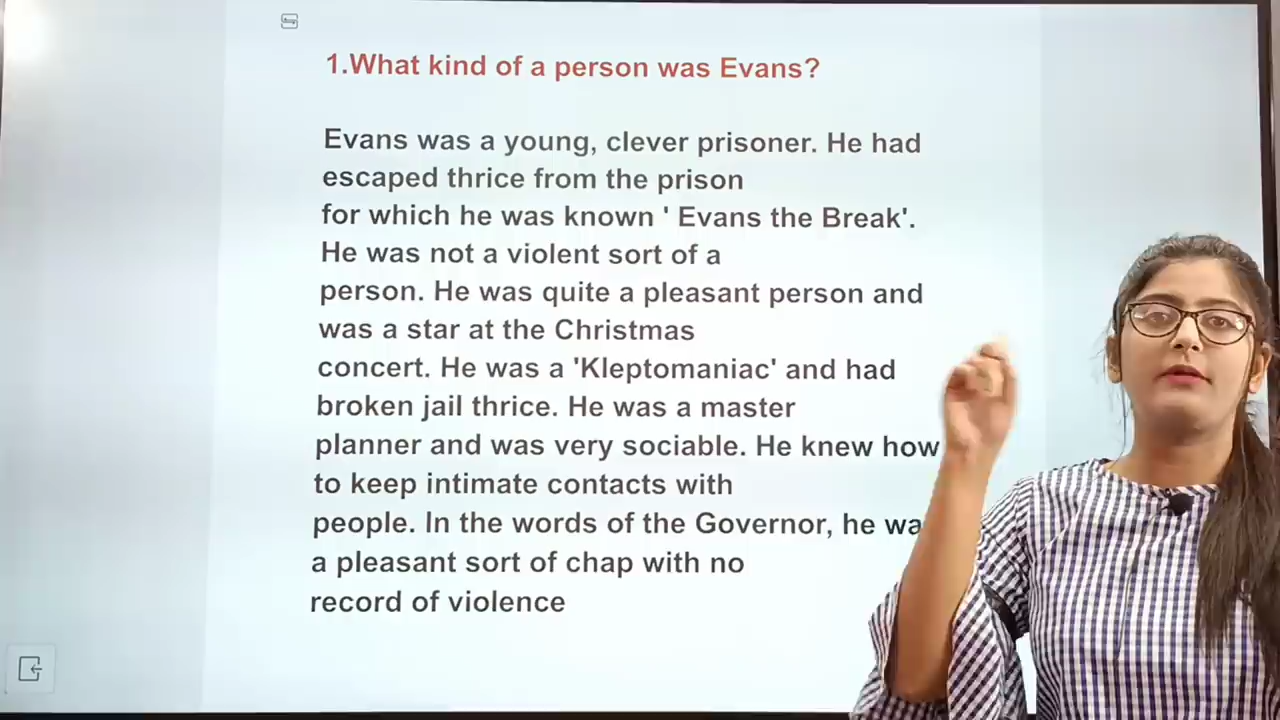 1.What kind of a person was Evans?
Evans was a young, clever prisoner. He had
escaped thrice from the prison
for which he was known ' Evans the Break'.
He was not a violent sort of a
person. He was quite a pleasant person and
was a star at the Christmas
concert. He was a 'Kleptomaniac' and had
broken jail thrice. He was a master
planner and was very sociable. He knew how
to keep intimate contacts with
people. In the words of the Governor, he wa
a pleasant sort of chap with no
record of violence